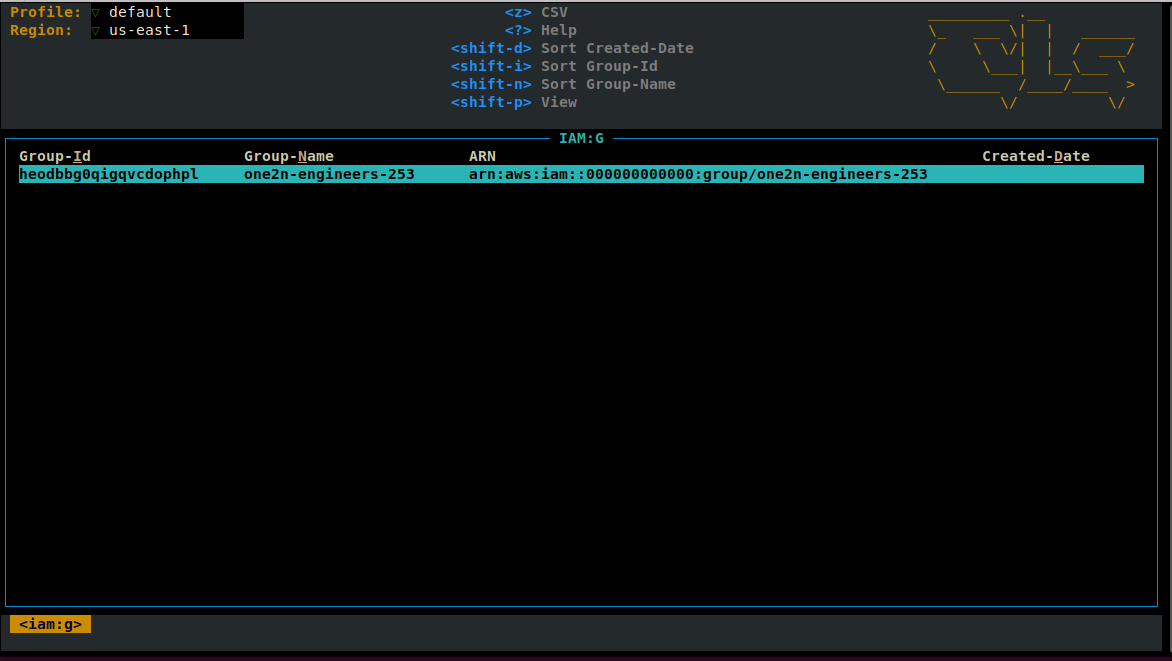 Profile: ▽ default
Region: ▽ us-east-1
<z> CSV
<?> Help
<shift-d> Sort Created-Date
<shift-i> Sort Group-Id
<shift-n> Sort Group-Name
<shift-p> View
IAM:G
Group-Id Group-Name ARN Created-Date
heodbbg0qigqvcdophpl one2n-engineers-253 arn:aws:iam::000000000000:group/one2n-engineers-253
<iam:g>